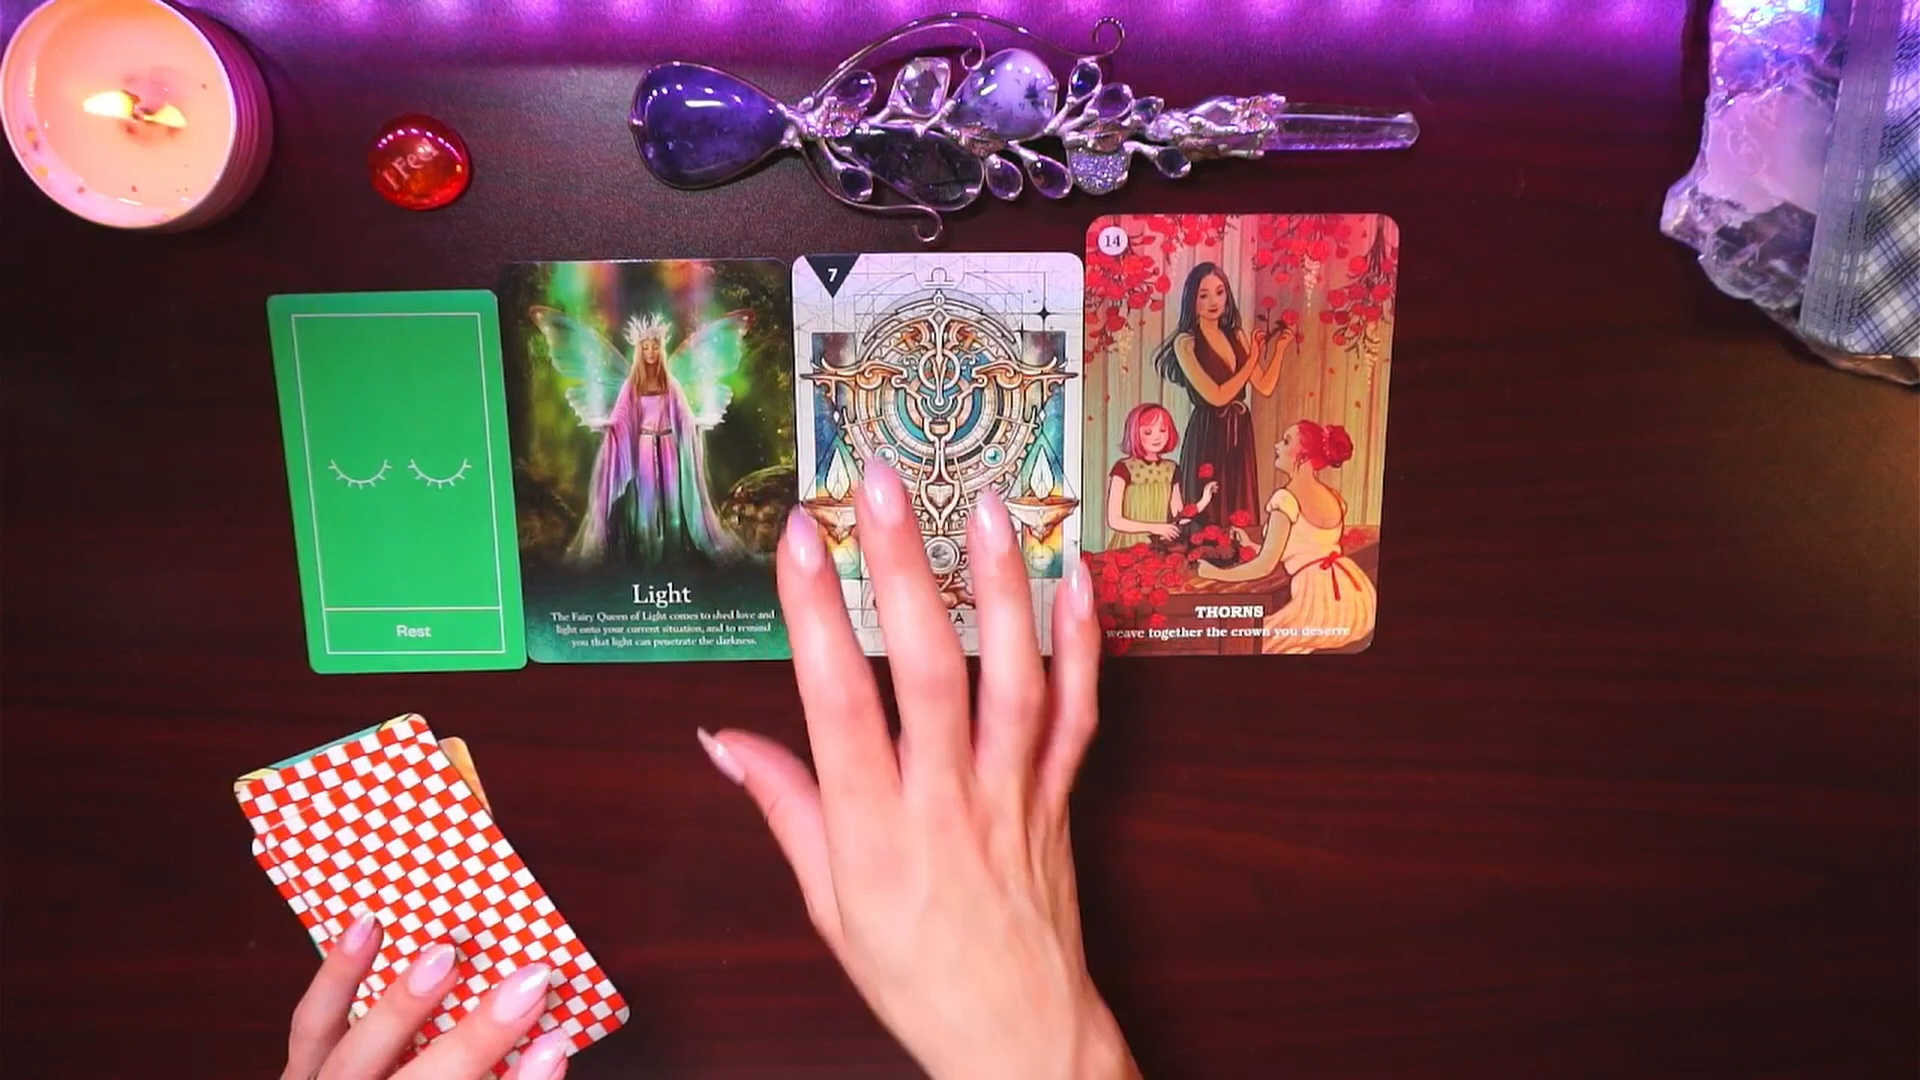 I Feel
Rest
Light
The Fairy Queen of Light comes to shed love and
light onto your current situation, and to remind
you that light can penetrate the darkness.
7
14
THORNS
weave together the crown you deserve